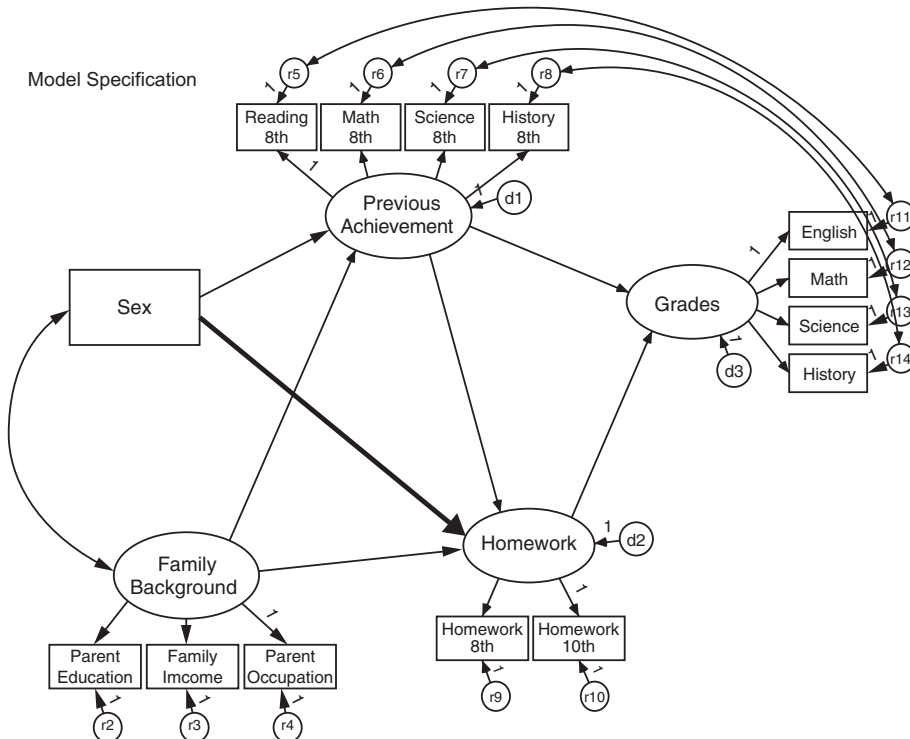 Model Specification
r5
r6
r7
r8
1
1
1
1
Reading
8th
Math
8th
Science
8th
History
8th
1
Previous
Achievement
1
d1
r11
r12
r13
r14
1
1
1
1
1
English
Math
Science
History
Sex
Grades
1
d3
Family
Background
Homework
1
d2
1
1
Parent
Education
Family
Imcome
Parent
Occupation
Homework
8th
Homework
10th
1
1
1
1
1
r2
r3
r4
r9
r10